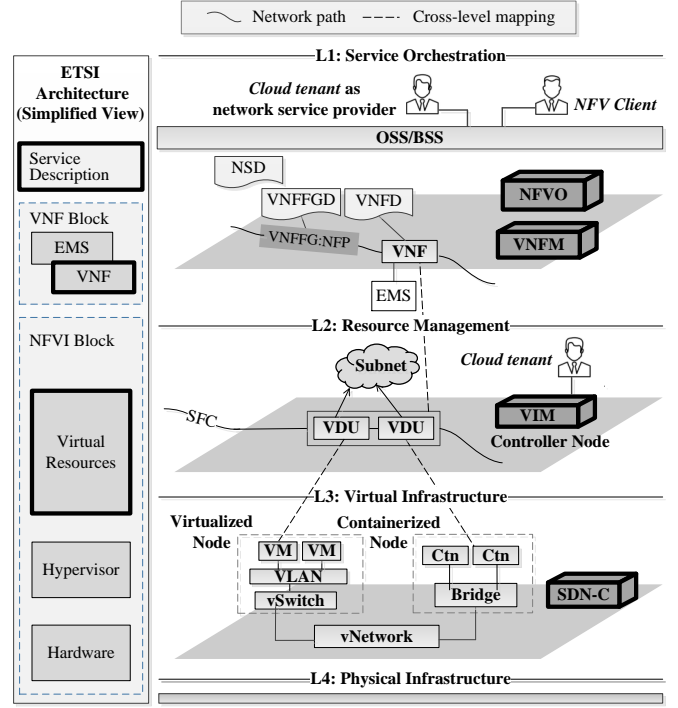 Network path
Cross-level mapping
ETSI
Architecture
(Simplified View)
Service
Description
VNF Block
EMS
VNF
NFVI Block
Virtual
Resources
Hypervisor
Hardware
L1: Service Orchestration
Cloud tenant as
network service provider
NFV Client
OSS/BSS
NSD
VNFFGD
VNFD
NFVO
VNFFG:NFP
VNF
VNFM
EMS
L2: Resource Management
Subnet
Cloud tenant
SFC
VDU
VDU
VIM
Controller Node
L3: Virtual Infrastructure
Virtualized
Node
Containerized
Node
VM
VM
VLAN
vSwitch
Ctn
Ctn
Bridge
SDN-C
vNetwork
L4: Physical Infrastructure